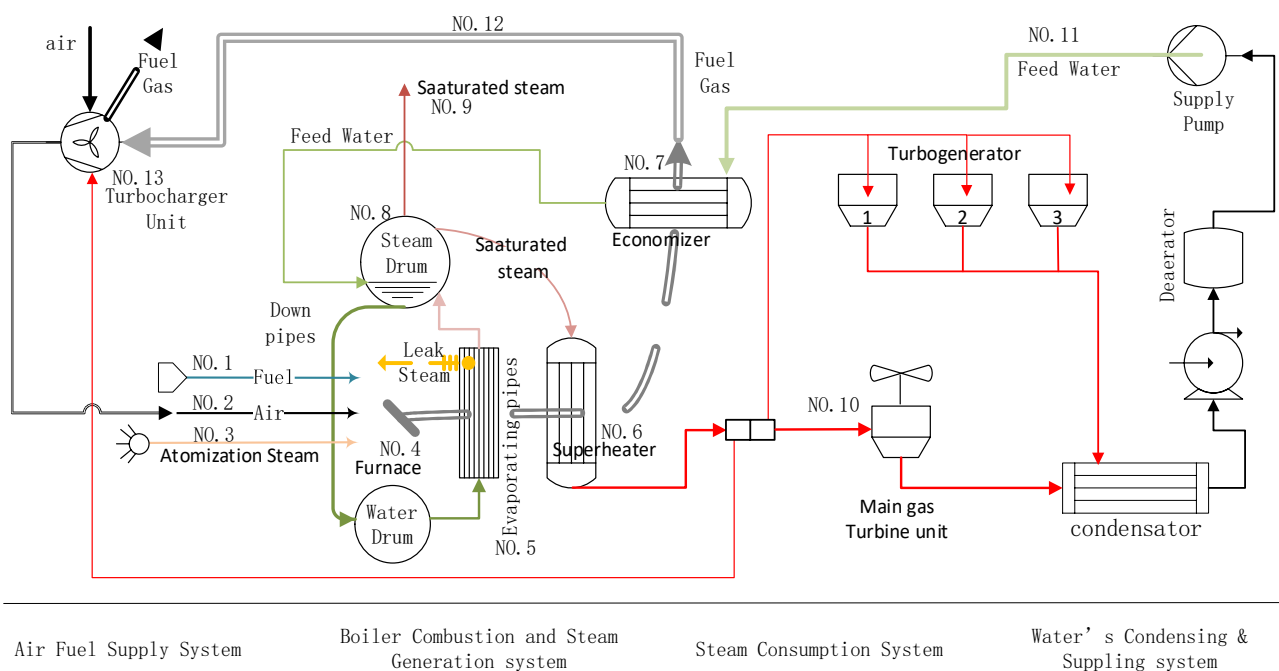 air
Fuel
Gas
NO.12
Fuel
Gas
NO.11
Feed Water
Supply
Pump
Saaturated steam
NO.9
Feed Water
NO.13
Turbocharger
Unit
NO.7
Economizer
Turbogenerator
1
2
3
NO.8
Steam
Drum
Saaturated
steam
Deaerator
Down
pipes
Leak
Steam
NO.1
Fuel
NO.2
Air
NO.3
Atomization Steam
NO.4
Furnace
Evaporating pipes
NO.5
NO.6
Superheater
NO.10
Main gas
Turbine unit
condensator
Water
Drum
Air Fuel Supply System
Boiler Combustion and Steam
Generation system
Steam Consumption System
Water’s Condensing &
Suppling system